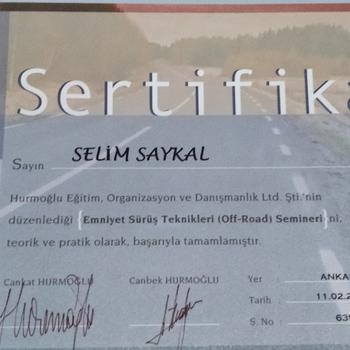 Sertifika
Sayın SELİM SAYKAL
Hurmoğlu Eğitim, Organizasyon ve Danışmanlık Ltd. Şti.'nin
düzenlediği {Emniyet Sürüş Teknikleri (Off-Road) Semineri}ni,
teorik ve pratik olarak, başarıyla tamamlamıştır.
Cankat HURMOĞLU Canbek HURMOĞLU Yer ANKA
Tarih : 11.02.2
S. No : 639